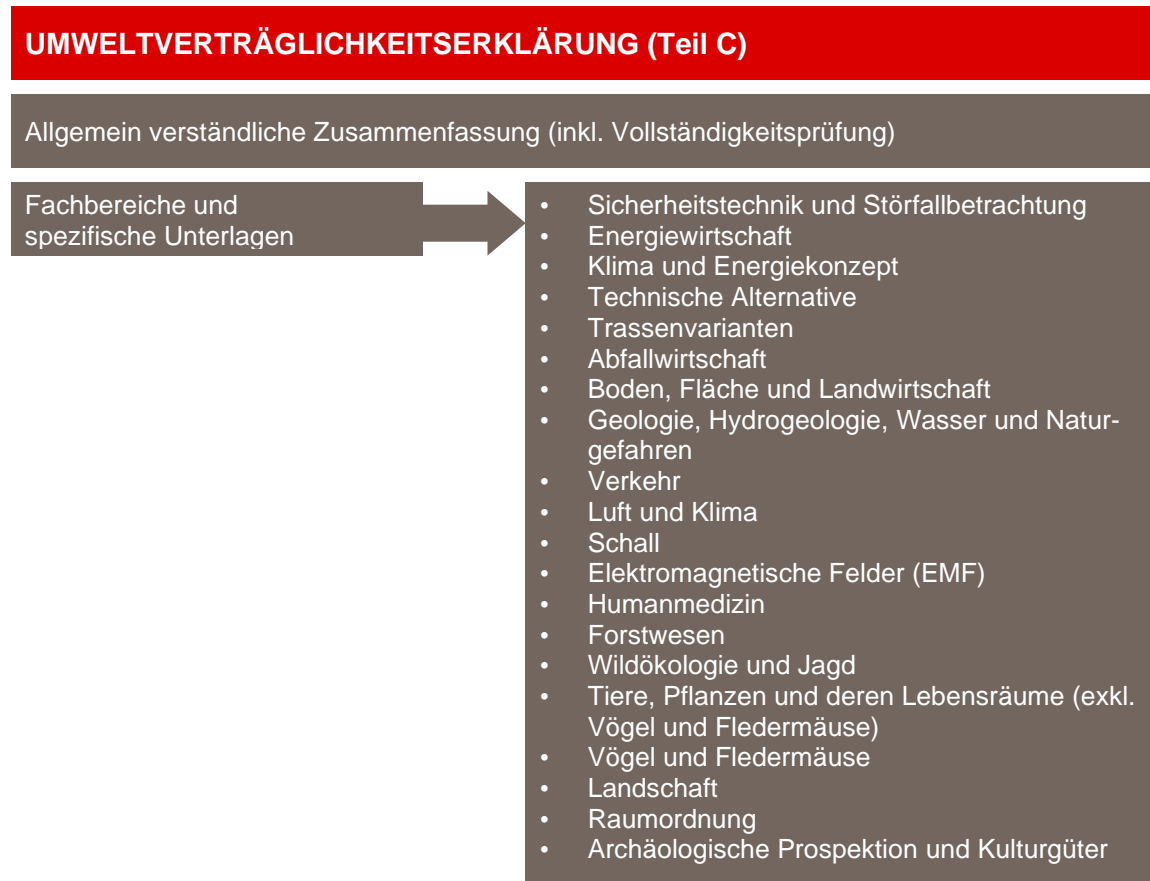 UMWELTVERTRÄGLICHKEITSERKLÄRUNG (Teil C)
Allgemein verständliche Zusammenfassung (inkl. Vollständigkeitsprüfung)
Fachbereiche und
spezifische Unterlagen
• Sicherheitstechnik und Störfallbetrachtung
• Energiewirtschaft
• Klima und Energiekonzept
• Technische Alternative
• Trassenvarianten
• Abfallwirtschaft
• Boden, Fläche und Landwirtschaft
• Geologie, Hydrogeologie, Wasser und Natur-
gefahren
• Verkehr
• Luft und Klima
• Schall
• Elektromagnetische Felder (EMF)
• Humanmedizin
• Forstwesen
• Wildökologie und Jagd
• Tiere, Pflanzen und deren Lebensräume (exkl.
Vögel und Fledermäuse)
• Vögel und Fledermäuse
• Landschaft
• Raumordnung
• Archäologische Prospektion und Kulturgüter